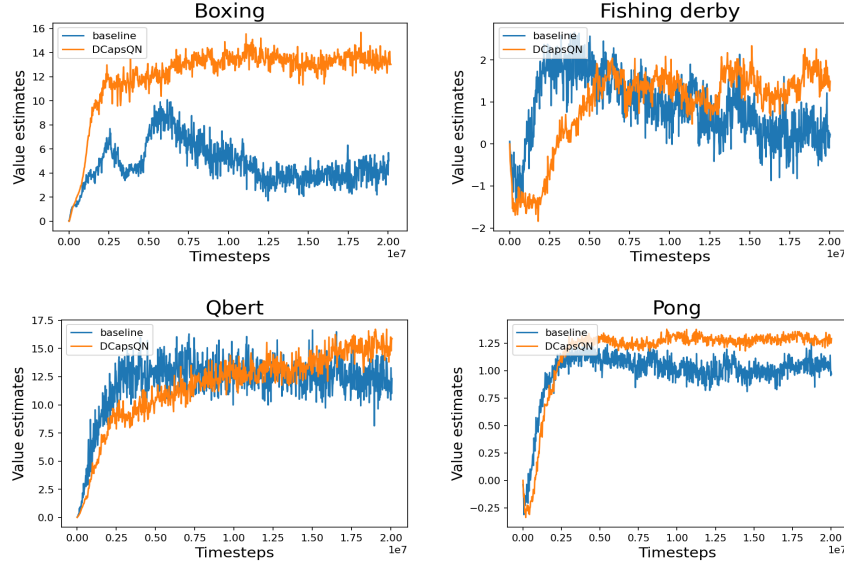 Boxing
baseline
DCapsQN
Value estimates
16
14
12
10
8
6
4
2
0
0.00 0.25 0.50 0.75 1.00 1.25 1.50 1.75 2.00
1e7
Timesteps
Fishing derby
baseline
DCapsQN
Value estimates
2
1
0
−1
−2
0.00 0.25 0.50 0.75 1.00 1.25 1.50 1.75 2.00
1e7
Timesteps
Qbert
baseline
DCapsQN
Value estimates
17.5
15.0
12.5
10.0
7.5
5.0
2.5
0.0
0.00 0.25 0.50 0.75 1.00 1.25 1.50 1.75 2.00
1e7
Timesteps
Pong
baseline
DCapsQN
Value estimates
1.25
1.00
0.75
0.50
0.25
0.00
−0.25
0.00 0.25 0.50 0.75 1.00 1.25 1.50 1.75 2.00
1e7
Timesteps